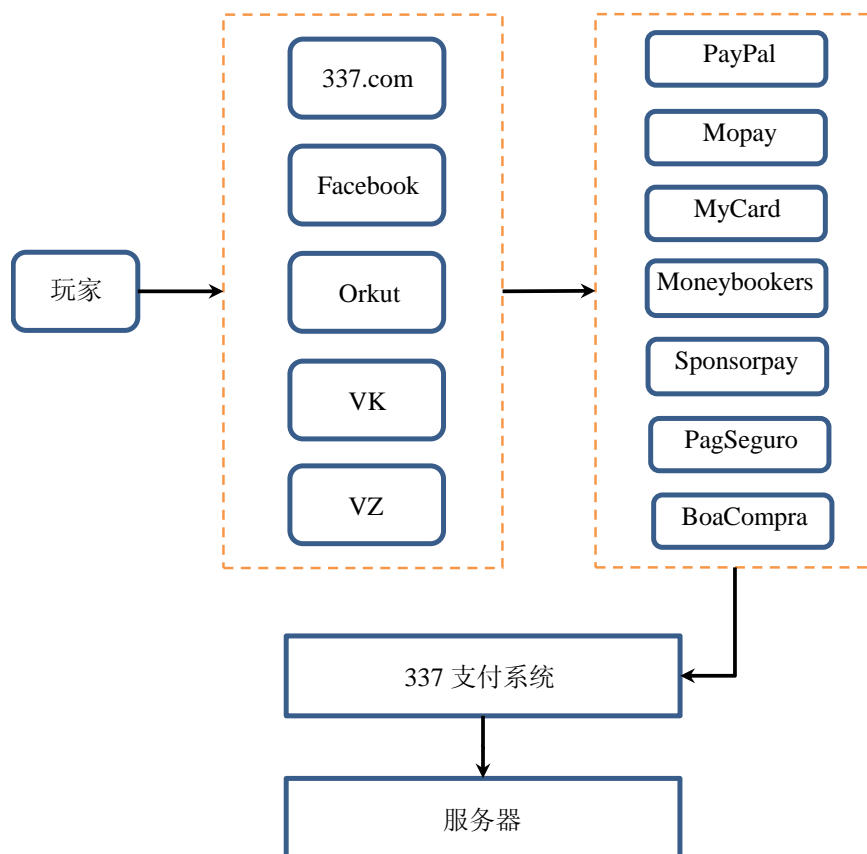 玩家
337.com
Facebook
Orkut
VK
VZ
PayPal
Mopay
MyCard
Moneybookers
Sponsorpay
PagSeguro
BoaCompra
337 支付系统
服务器